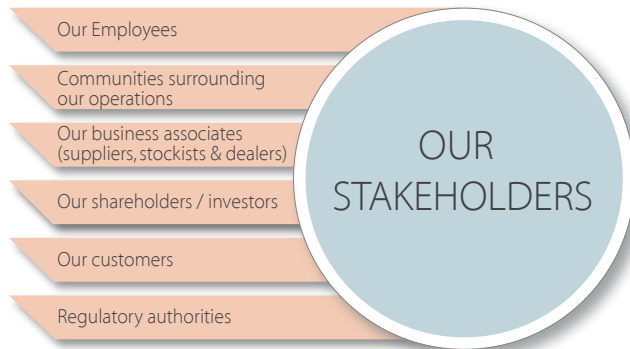 Our Employees
Communities surrounding
our operations
Our business associates
(suppliers, stockists & dealers)
Our shareholders / investors
Our customers
Regulatory authorities
OUR
STAKEHOLDERS